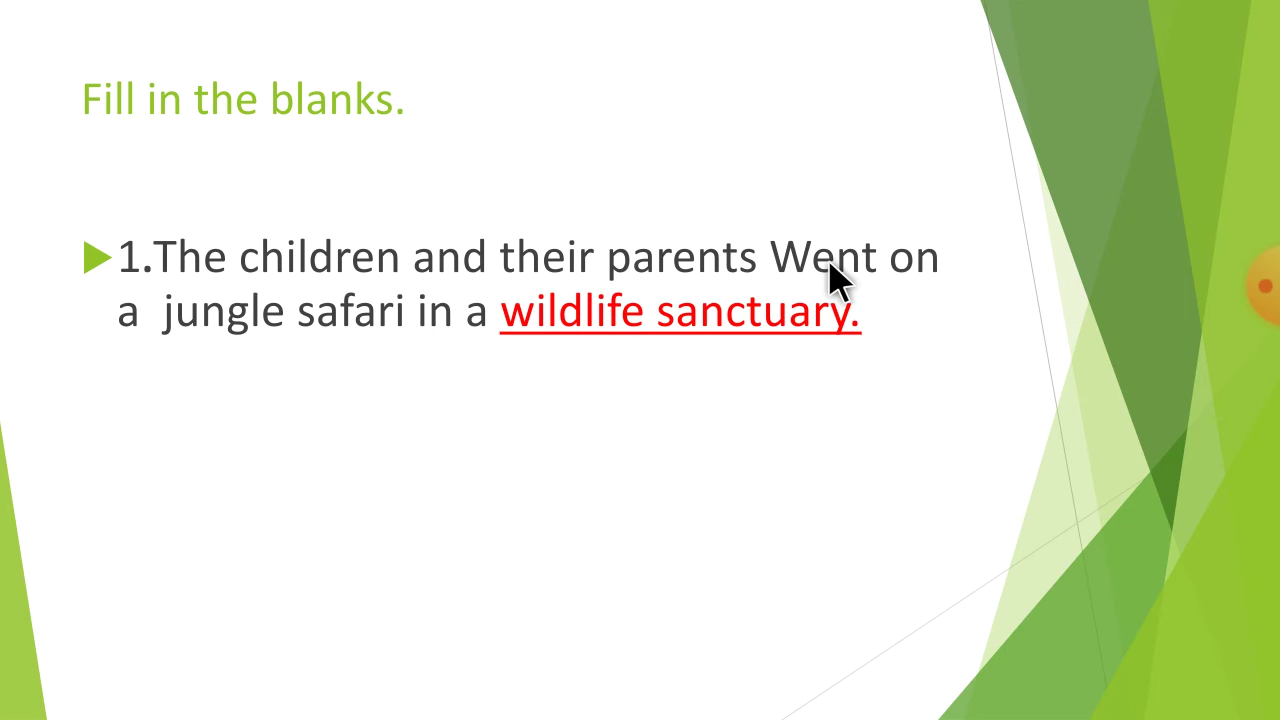 Fill in the blanks.
1.The children and their parents Went on
a  jungle safari in a wildlife sanctuary.